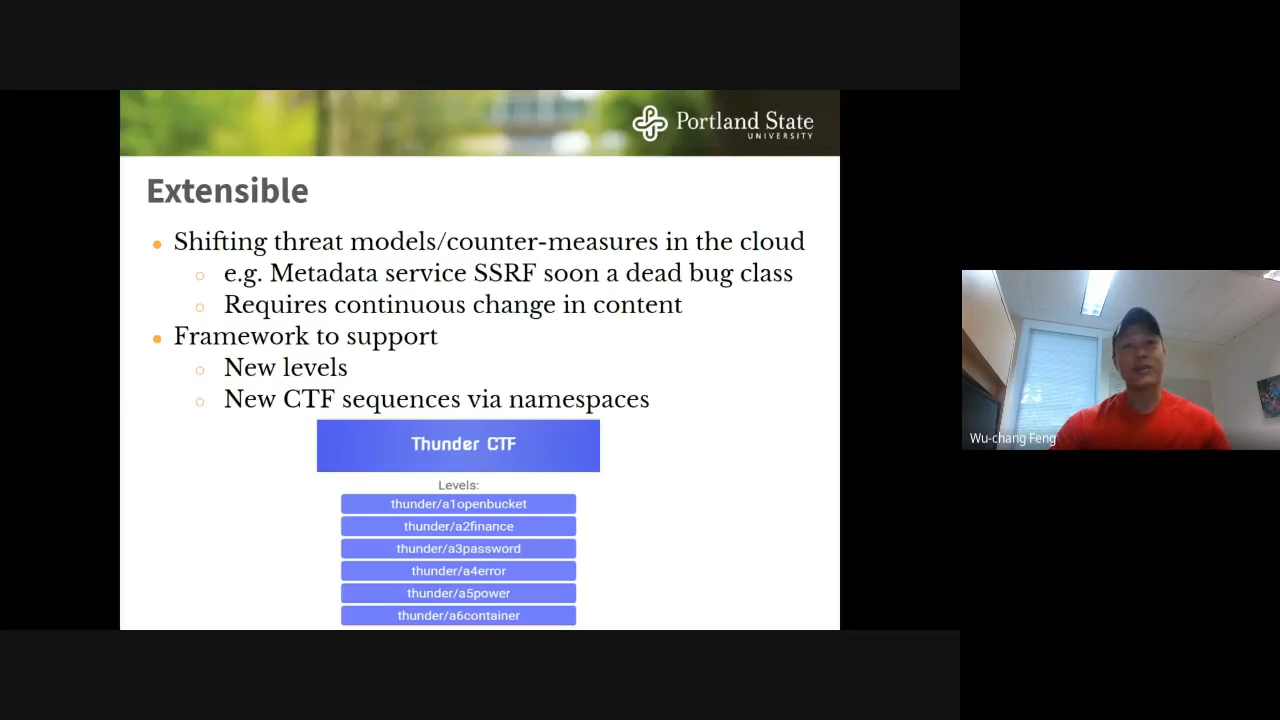 Portland State
UNIVERSITY
Extensible
Shifting threat models/counter-measures in the cloud
e.g. Metadata service SSRF soon a dead bug class
Requires continuous change in content
Framework to support
New levels
New CTF sequences via namespaces
Thunder CTF
Levels:
thunder/a1openbucket
thunder/a2finance
thunder/a3password
thunder/a4error
thunder/a5power
thunder/a6container
Wu-chang Feng